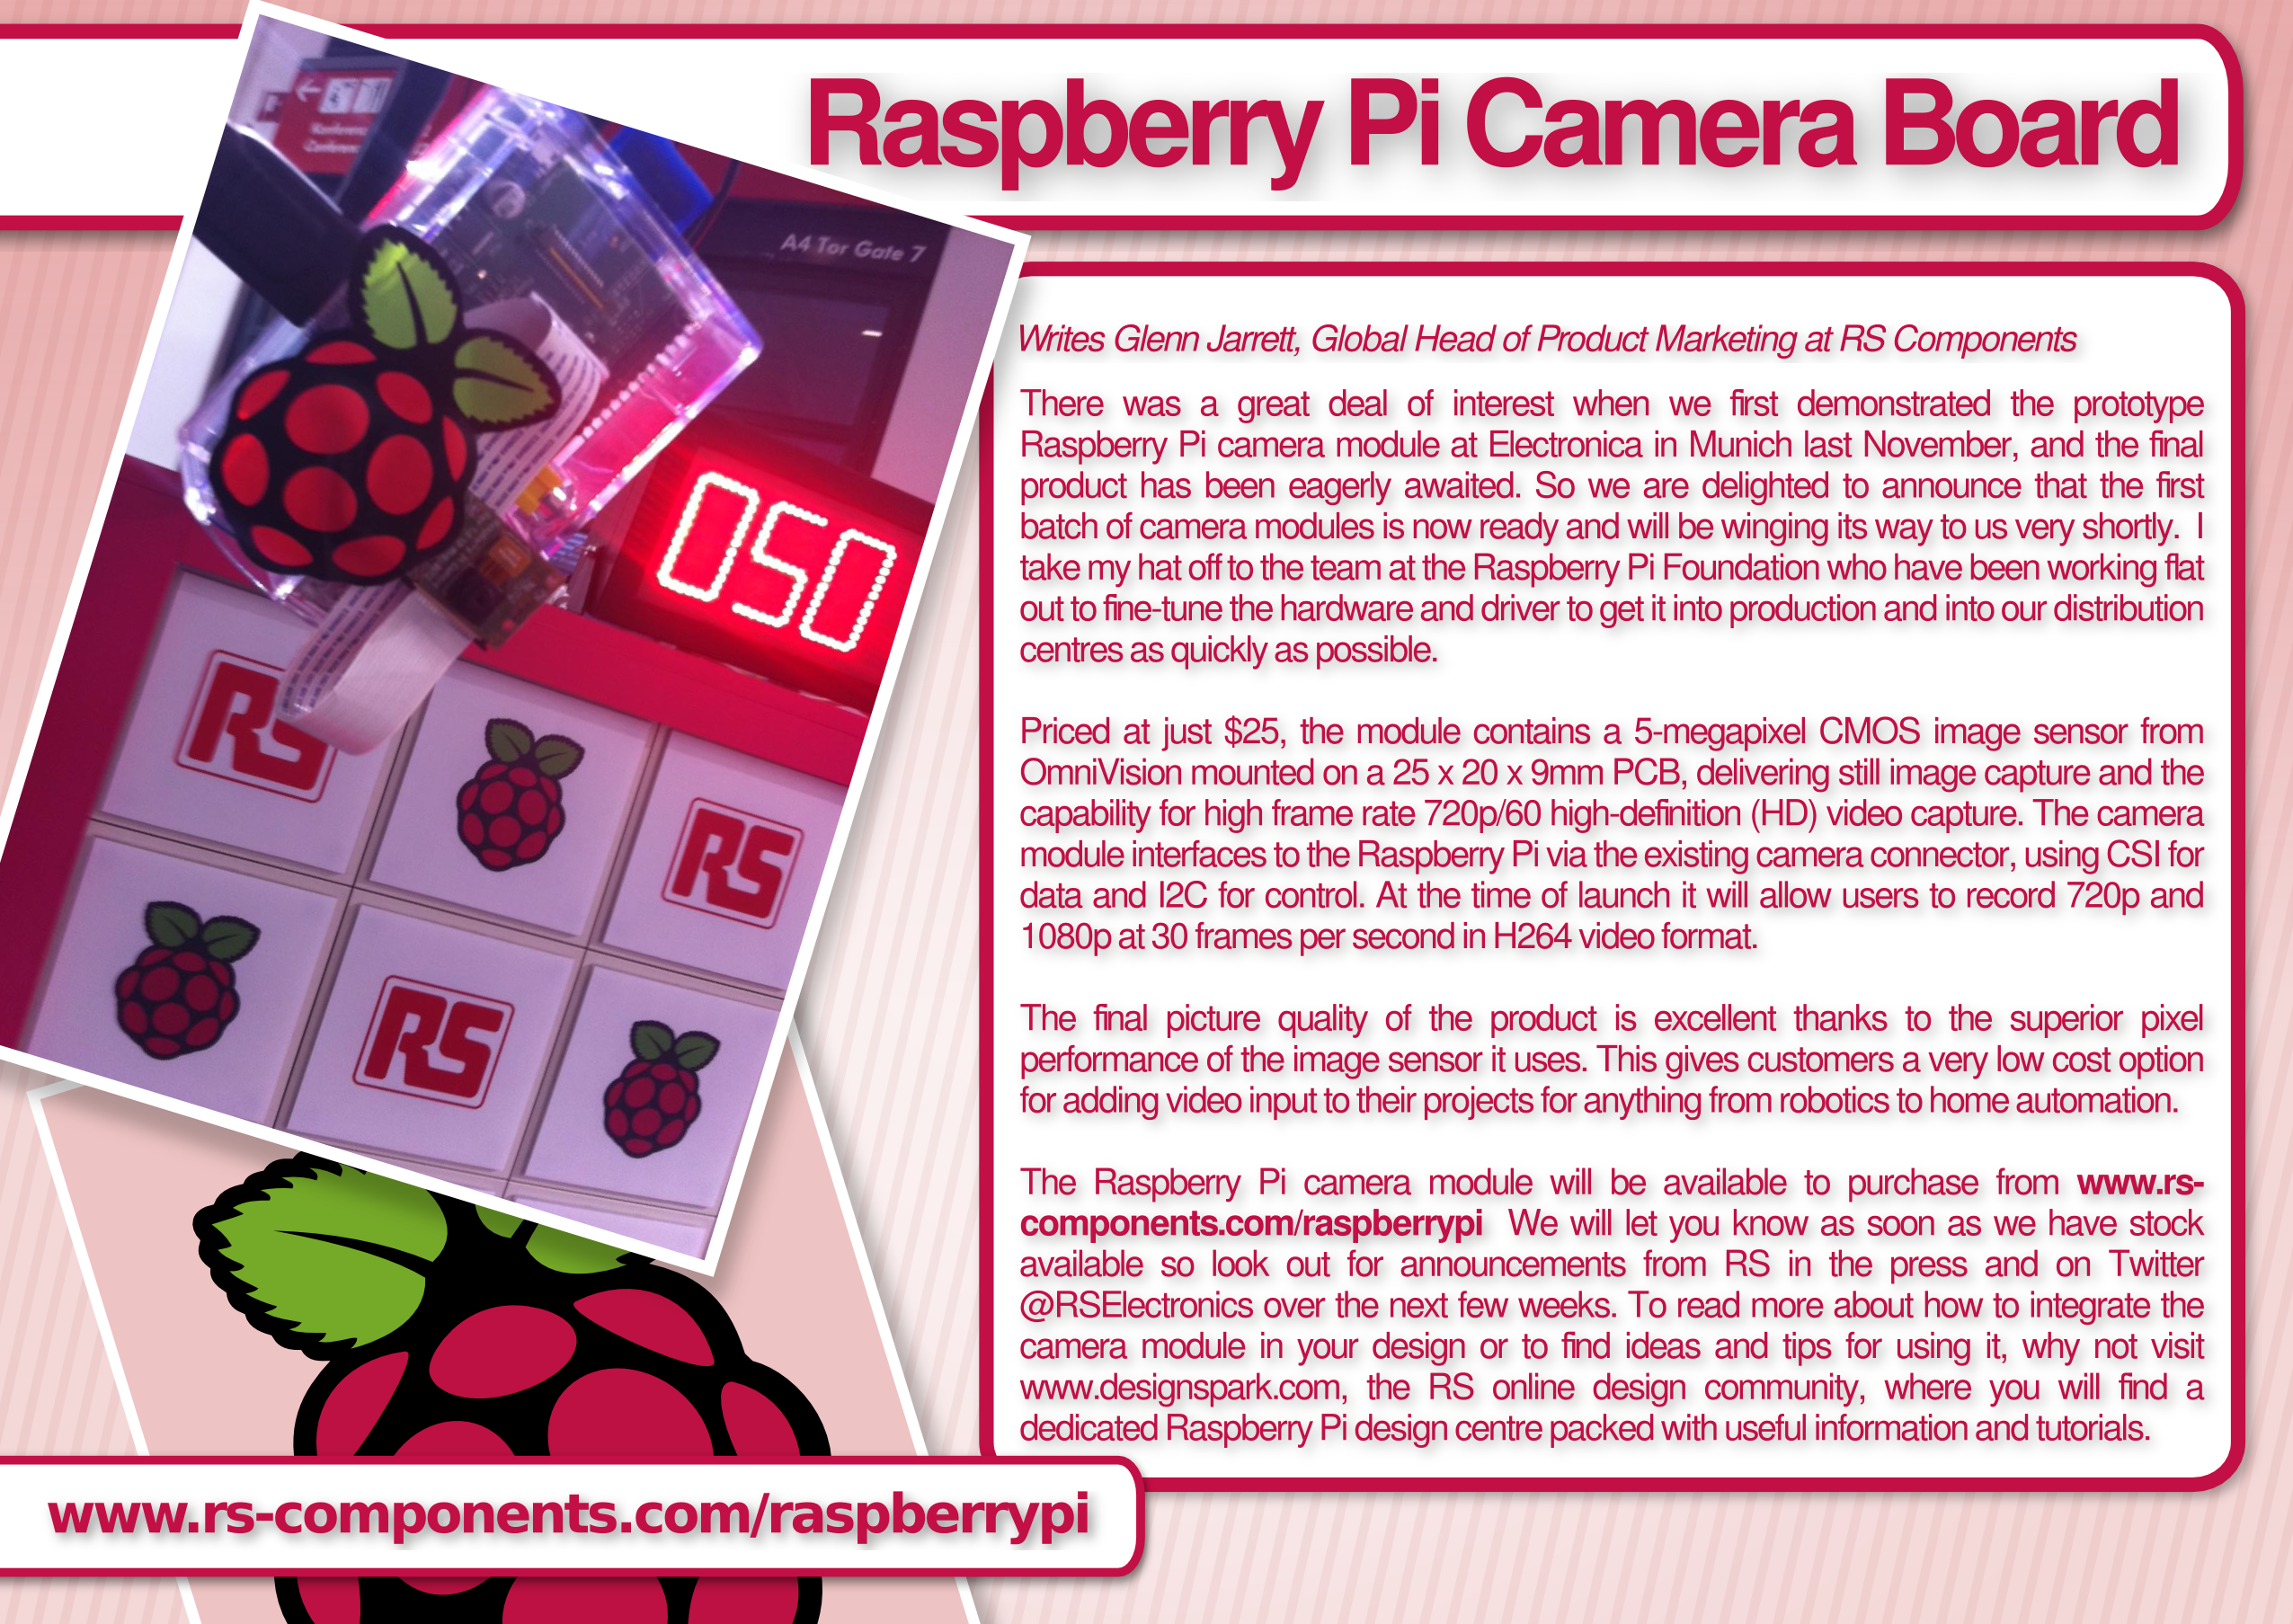 Raspberry Pi Camera Board
A4 Tor Gate 7
050
RS
RS
RS
Writes Glenn Jarrett, Global Head of Product Marketing at RS Components
There was a great deal of interest when we first demonstrated the prototype
Raspberry Pi camera module at Electronica in Munich last November, and the final
product has been eagerly awaited. So we are delighted to announce that the first
batch of camera modules is now ready and will be winging its way to us very shortly. I
take my hat off to the team at the Raspberry Pi Foundation who have been working flat
out to fine-tune the hardware and driver to get it into production and into our distribution
centres as quickly as possible.
Priced at just $25, the module contains a 5-megapixel CMOS image sensor from
OmniVision mounted on a 25 x 20 x 9mm PCB, delivering still image capture and the
capability for high frame rate 720p/60 high-definition (HD) video capture. The camera
module interfaces to the Raspberry Pi via the existing camera connector, using CSI for
data and I2C for control. At the time of launch it will allow users to record 720p and
1080p at 30 frames per second in H264 video format.
The final picture quality of the product is excellent thanks to the superior pixel
performance of the image sensor it uses. This gives customers a very low cost option
for adding video input to their projects for anything from robotics to home automation.
The Raspberry Pi camera module will be available to purchase from www.rs-
components.com/raspberrypi We will let you know as soon as we have stock
available so look out for announcements from RS in the press and on Twitter
@RSElectronics over the next few weeks. To read more about how to integrate the
camera module in your design or to find ideas and tips for using it, why not visit
www.designspark.com, the RS online design community, where you will find a
dedicated Raspberry Pi design centre packed with useful information and tutorials.
www.rs-components.com/raspberrypi